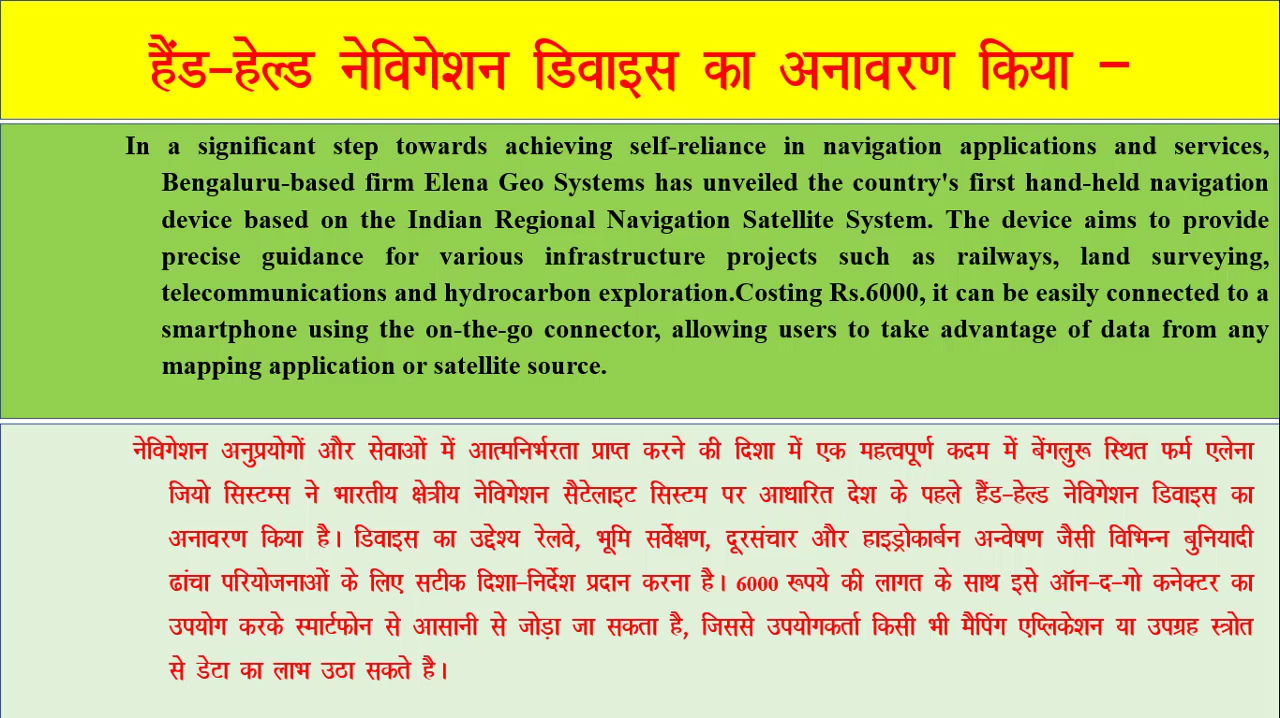 हैंड-हेल्ड नेविगेशन डिवाइस का अनावरण किया –
In a significant step towards achieving self-reliance in navigation applications and services,
Bengaluru-based firm Elena Geo Systems has unveiled the country's first hand-held navigation
device based on the Indian Regional Navigation Satellite System. The device aims to provide
precise guidance for various infrastructure projects such as railways, land surveying,
telecommunications and hydrocarbon exploration.Costing Rs.6000, it can be easily connected to a
smartphone using the on-the-go connector, allowing users to take advantage of data from any
mapping application or satellite source.
नेविगेशन अनुप्रयोगों और सेवाओं में आत्मनिर्भरता प्राप्त करने की दिशा में एक महत्वपूर्ण कदम में बेंगलुरू स्थित फर्म एलेना
जियो सिस्टम्स ने भारतीय क्षेत्रीय नेविगेशन सैटेलाइट सिस्टम पर आधारित देश के पहले हैंड-हेल्ड नेविगेशन डिवाइस का
अनावरण किया है। डिवाइस का उद्देश्य रेलवे, भूमि सर्वेक्षण, दूरसंचार और हाइड्रोकार्बन अन्वेषण जैसी विभिन्न बुनियादी
ढांचा परियोजनाओं के लिए सटीक दिशा-निर्देश प्रदान करना है। 6000 रूपये की लागत के साथ इसे ऑन-द-गो कनेक्टर का
उपयोग करके स्मार्टफोन से आसानी से जोड़ा जा सकता है, जिससे उपयोगकर्ता किसी भी मैपिंग एप्लिकेशन या उपग्रह स्त्रोत
से डेटा का लाभ उठा सकते है।